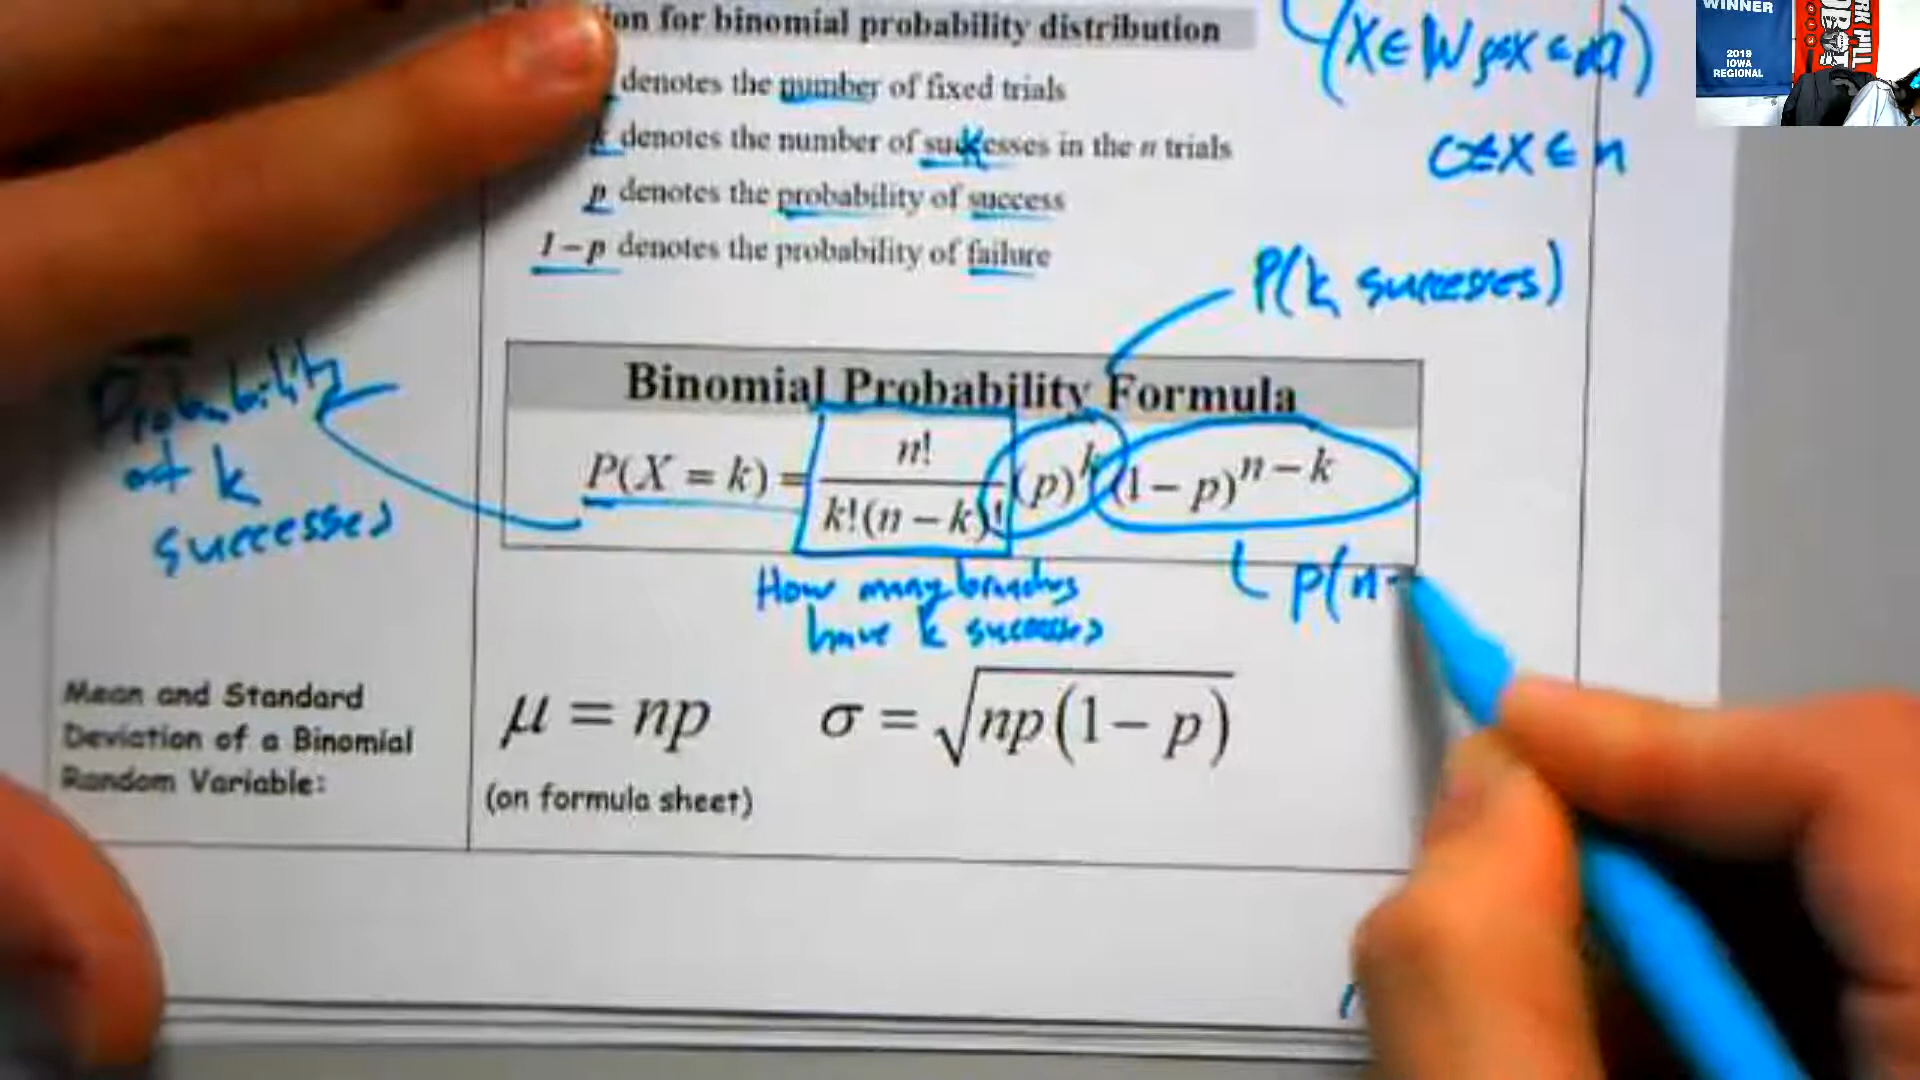 on for binomial probability distribution
denotes the number of fixed trials
k denotes the number of successes in the n trials
p denotes the probability of success
1 – p denotes the probability of failure
0 ≤ X ≤ n
P(k successes)
Probability
of k
successes
Binomial Probability Formula
P(X = k) = n! / k!(n – k)! (p)^k (1 – p)^n – k
How many branches
have k successes
P(n-
Mean and Standard
Deviation of a Binomial
Random Variable:
μ = np σ = √np(1 – p)
(on formula sheet)
WINNER
2019
IOWA
REGIONAL